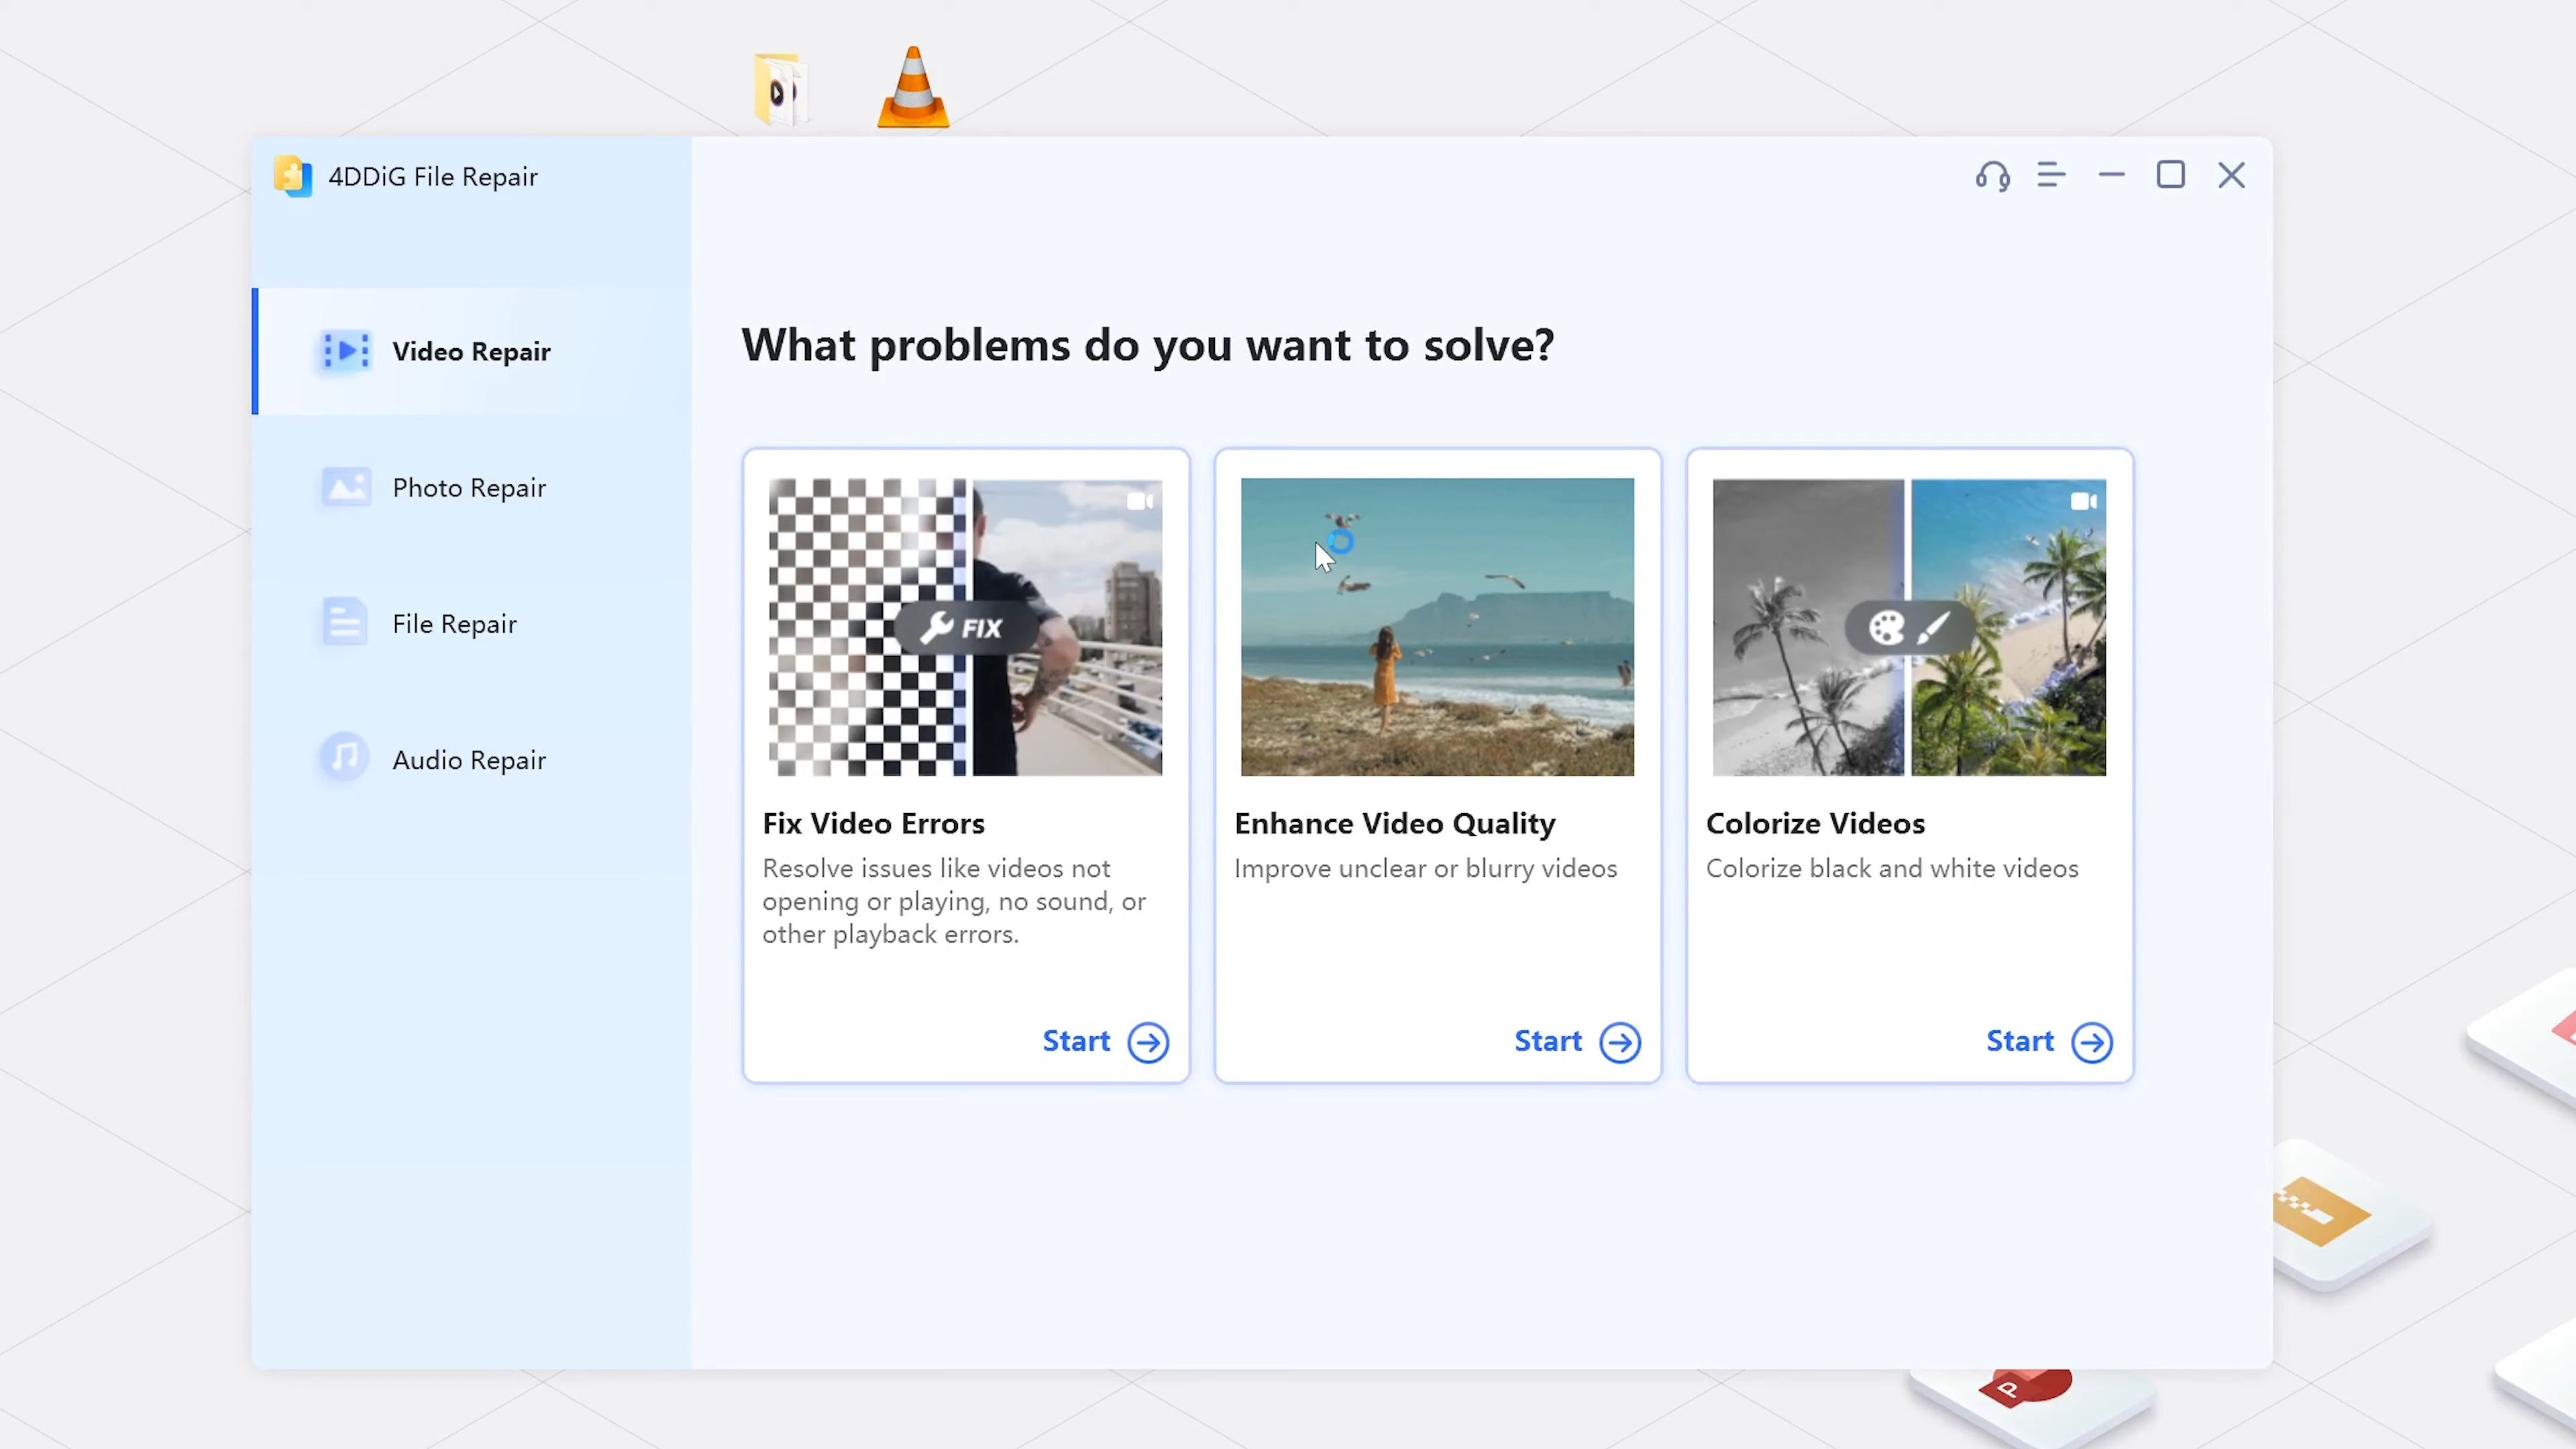 4DDiG File Repair
Video Repair
Photo Repair
File Repair
Audio Repair
What problems do you want to solve?
FIX
Fix Video Errors
Resolve issues like videos not
opening or playing, no sound, or
other playback errors.
Start
Enhance Video Quality
Improve unclear or blurry videos
Start
Colorize Videos
Colorize black and white videos
Start
P